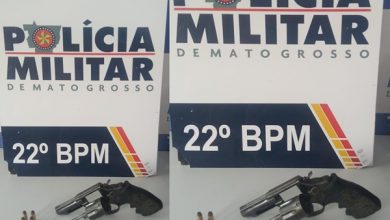 POLÍCIA
MILITAR
DE MATO GROSSO
22º BPM
POLÍCIA
MILITAR
DE MATO GROSSO
22º BPM